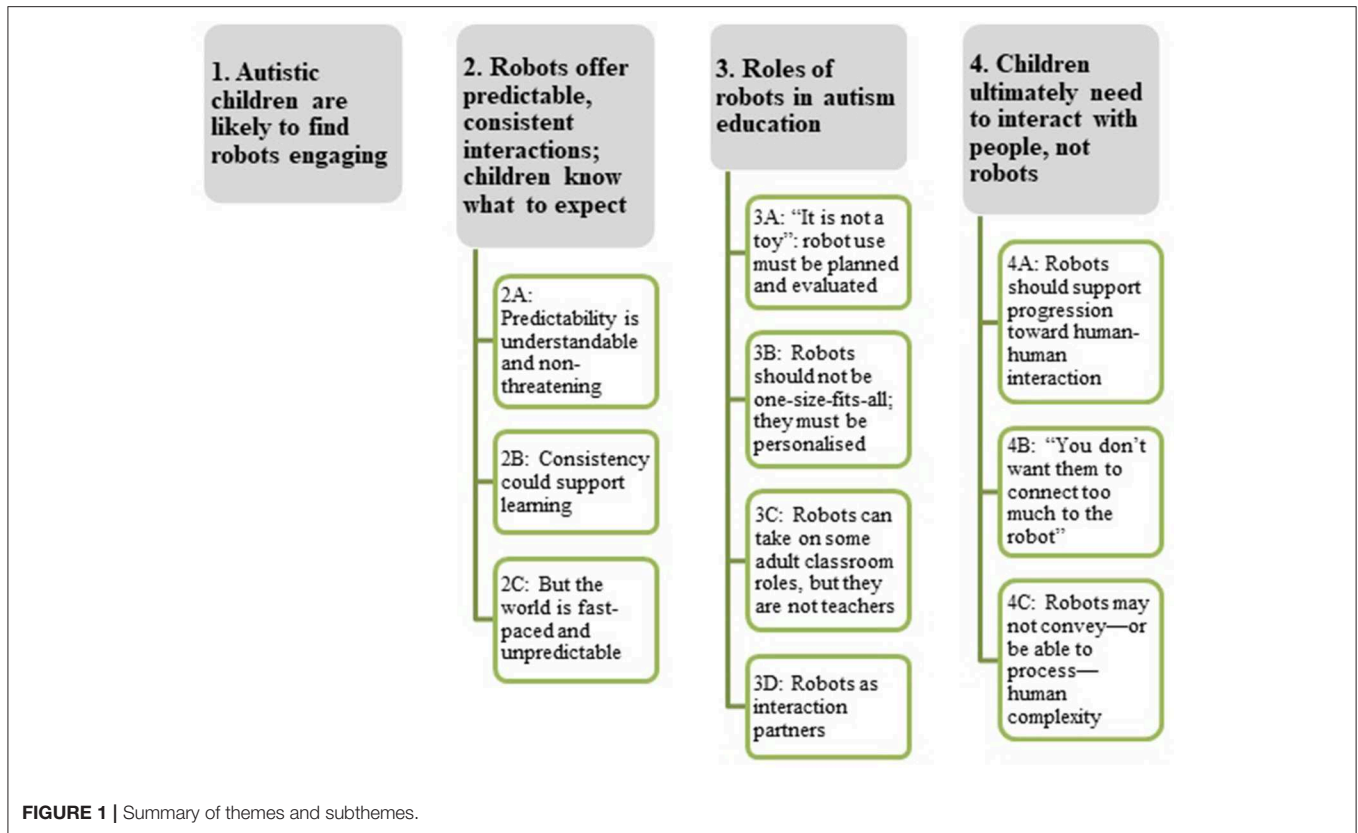 1. Autistic
children are
likely to find
robots engaging
2. Robots offer
predictable,
consistent
interactions;
children know
what to expect
2A:
Predictability is
understandable
and non-
threatening
2B: Consistency
could support
learning
2C: But the
world is fast-
paced and
unpredictable
3. Roles of
robots in autism
education
3A: “It is not a
toy”: robot use
must be planned
and evaluated
3B: Robots
should not be
one-size-fits-all;
they must be
personalised
3C: Robots can
take on some
adult classroom
roles, but they
are not teachers
3D: Robots as
interaction
partners
4. Children
ultimately need
to interact with
people, not
robots
4A: Robots
should support
progression
toward human-
human
interaction
4B: “You don’t
want them to
connect too
much to the
robot”
4C: Robots may
not convey—or
be able to
process—
human
complexity
FIGURE 1 | Summary of themes and subthemes.